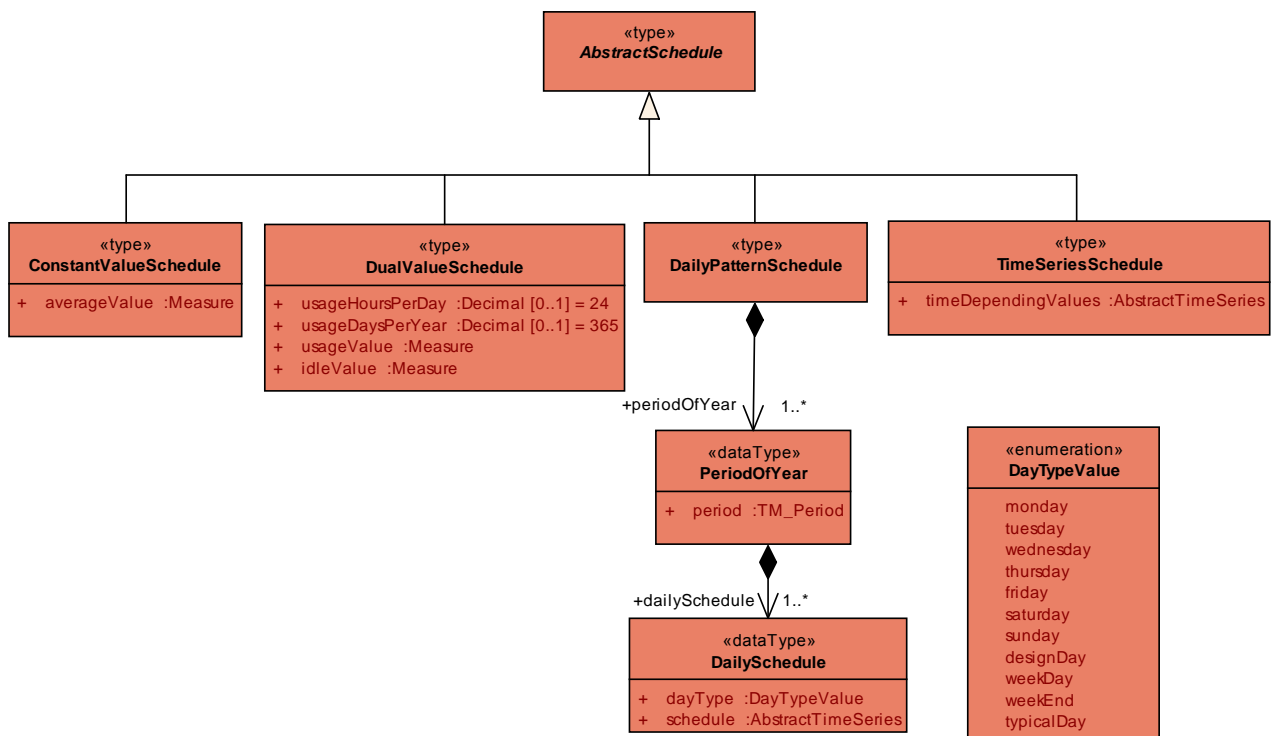 «type»
AbstractSchedule
«type»
ConstantValueSchedule
+ averageValue :Measure
«type»
DualValueSchedule
+ usageHoursPerDay :Decimal [0..1] = 24
+ usageDaysPerYear :Decimal [0..1] = 365
+ usageValue :Measure
+ idleValue :Measure
«type»
DailyPatternSchedule
«type»
TimeSeriesSchedule
+ timeDependingValues :AbstractTimeSeries
+periodOfYear 1..*
«dataType»
PeriodOfYear
+ period :TM_Period
+dailySchedule 1..*
«dataType»
DailySchedule
+ dayType :DayTypeValue
+ schedule :AbstractTimeSeries
«enumeration»
DayTypeValue
monday
tuesday
wednesday
thursday
friday
saturday
sunday
designDay
weekDay
weekEnd
typicalDay